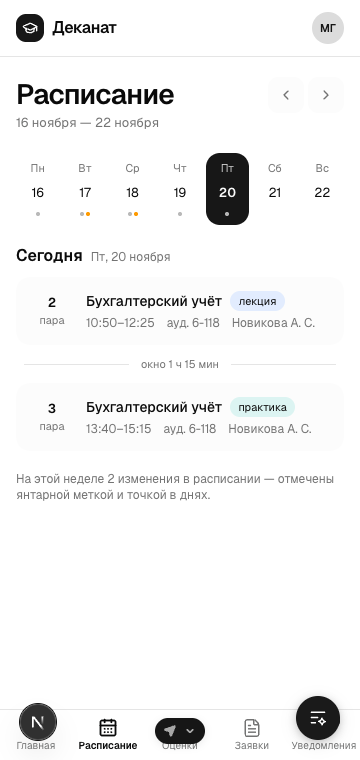 Деканат
МГ
Расписание
16 ноября — 22 ноября
Пн Вт Ср Чт Пт Сб Вс
16 17 18 19 20 21 22
Сегодня Пт, 20 ноября
2 пара
Бухгалтерский учёт лекция
10:50–12:25 ауд. 6-118 Новикова А. С.
окно 1 ч 15 мин
3 пара
Бухгалтерский учёт практика
13:40–15:15 ауд. 6-118 Новикова А. С.
На этой неделе 2 изменения в расписании — отмечены
янтарной меткой и точкой в днях.
N
Главная Расписание Оценки Заявки Уведомления